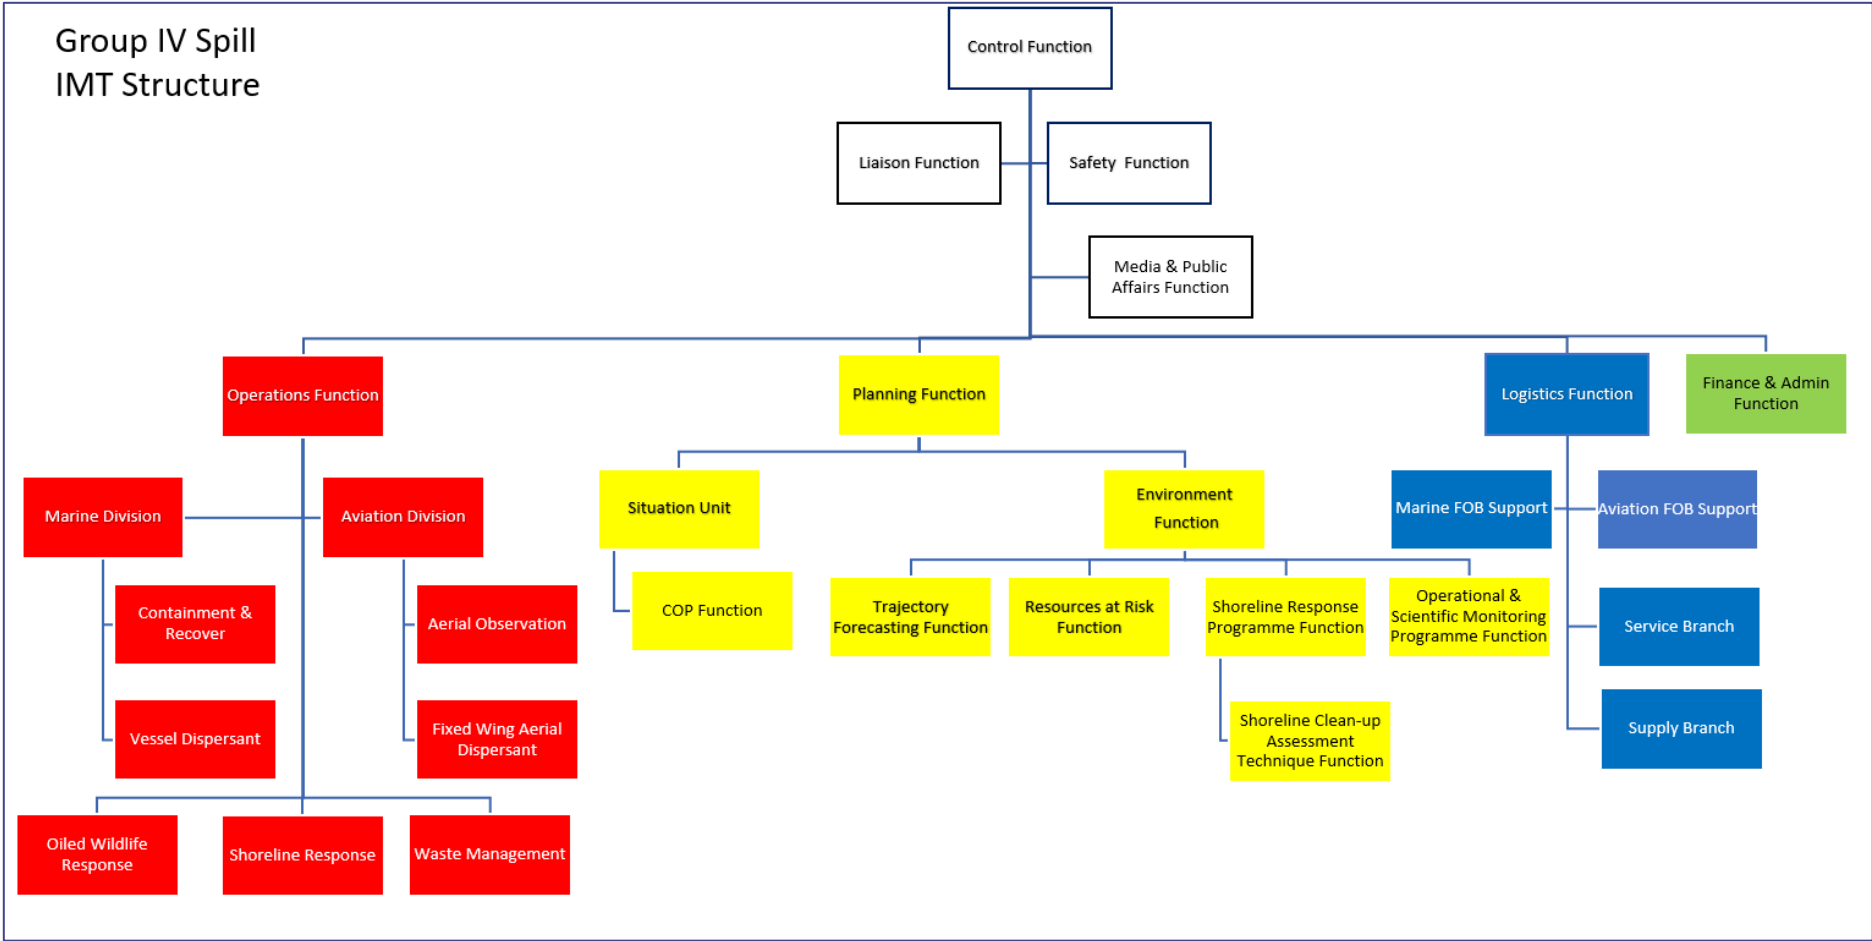 Group IV Spill
IMT Structure
Control Function
Liaison Function
Safety Function
Media & Public
Affairs Function
Operations Function
Planning Function
Logistics Function
Finance & Admin
Function
Marine Division
Aviation Division
Situation Unit
Environment
Function
Marine FOB Support
Aviation FOB Support
Containment &
Recover
Aerial Observation
COP Function
Trajectory
Forecasting Function
Resources at Risk
Function
Shoreline Response
Programme Function
Operational &
Scientific Monitoring
Programme Function
Service Branch
Vessel Dispersant
Fixed Wing Aerial
Dispersant
Shoreline Clean-up
Assessment
Technique Function
Supply Branch
Oiled Wildlife
Response
Shoreline Response
Waste Management